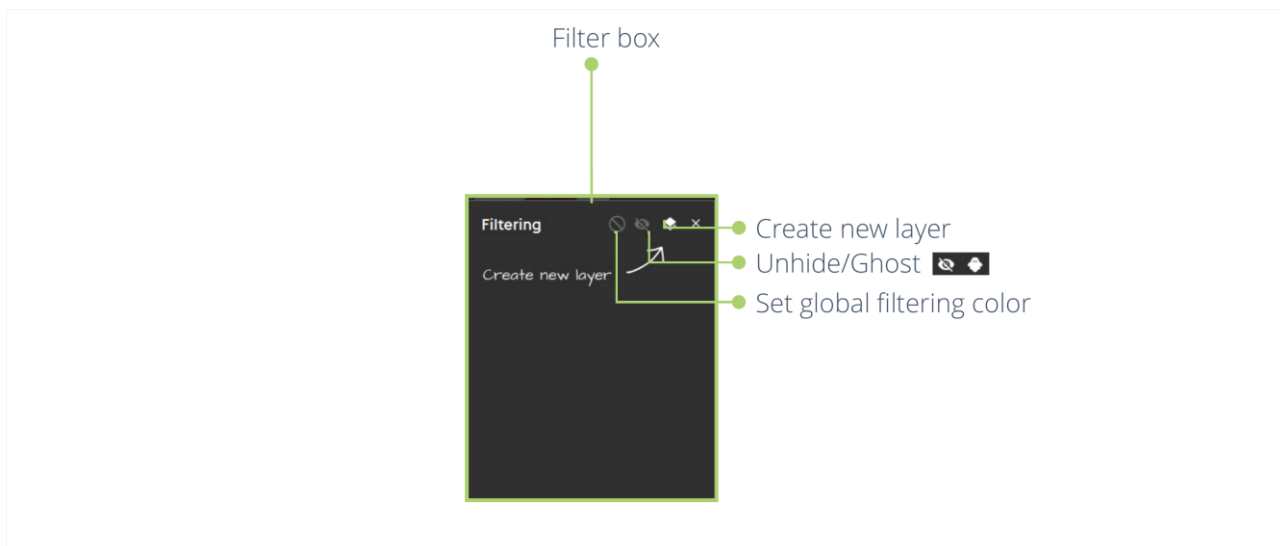 Filter box
Filtering
Create new layer
Create new layer
Unhide/Ghost
Set global filtering color